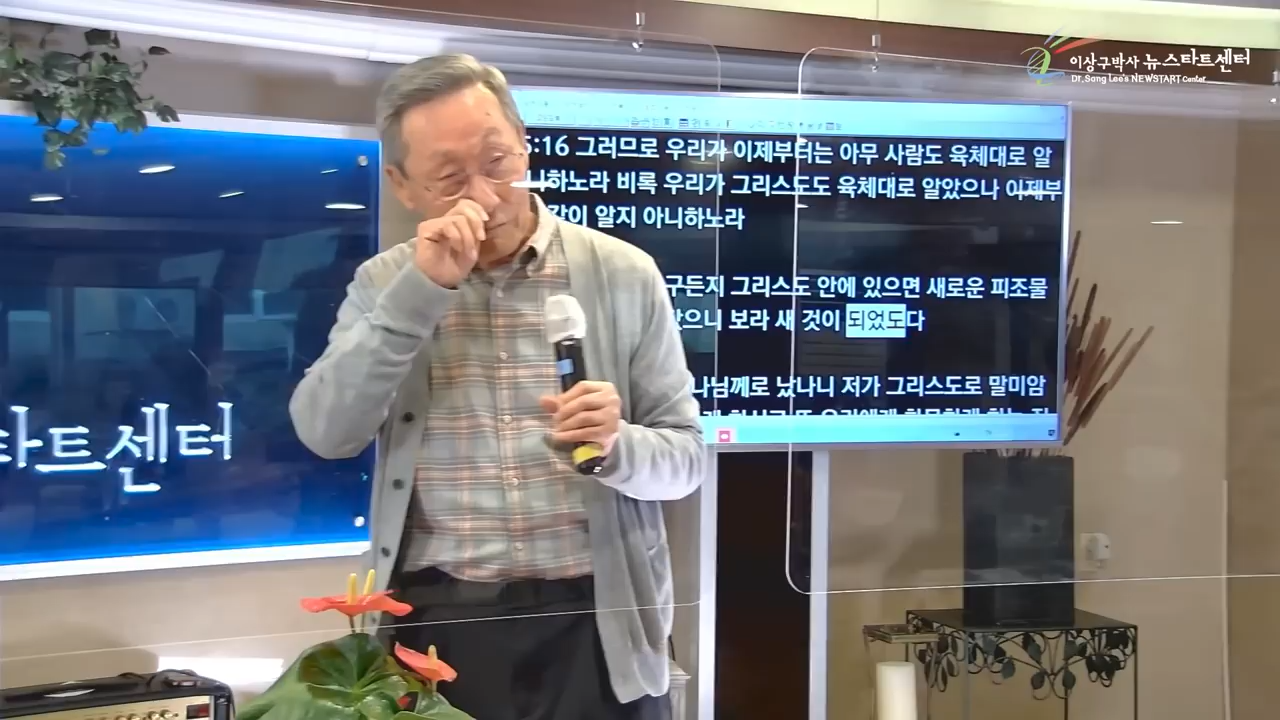 이상구박사 뉴스타트센터
Dr. Sang Lee's NEWSTART Center
5:16 그러므로 우리가 이제부터는 아무 사람도 육체대로 알
니하노라 비록 우리가 그리스도도 육체대로 알았으나 이제부
같이 알지 아니하노라
구든지 그리스도 안에 있으면 새로운 피조물
았으니 보라 새 것이 되었도다
나님께로 났나니 저가 그리스도로 말미암
타트센터